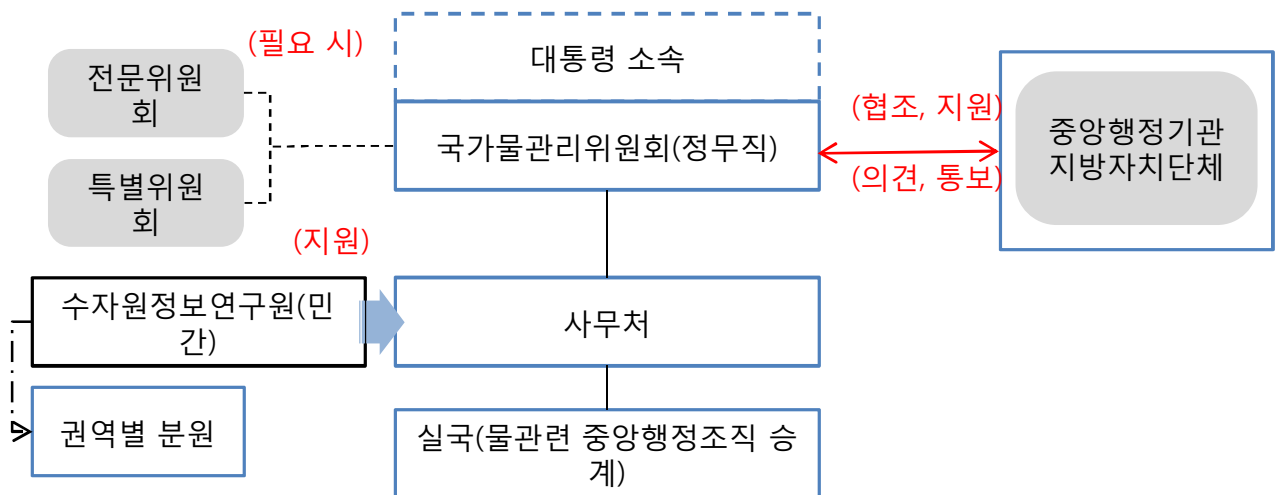 (필요 시)
대통령 소속
전문위원
회
국가물관리위원회(정무직)
(협조, 지원)
(의견, 통보)
중앙행정기관
지방자치단체
특별위원
회
(지원)
수자원정보연구원(민
간)
사무처
권역별 분원
실국(물관련 중앙행정조직 승
계)